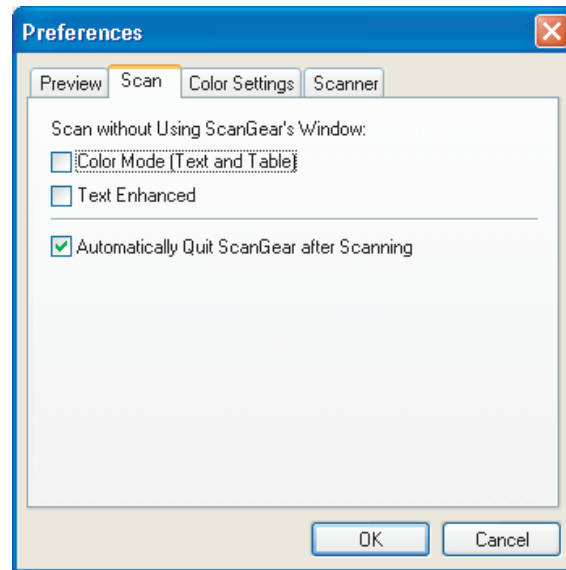 Preferences
Preview Scan Color Settings Scanner
Scan without Using ScanGear's Window:
Color Mode (Text and Table)
Text Enhanced
Automatically Quit ScanGear after Scanning
OK Cancel